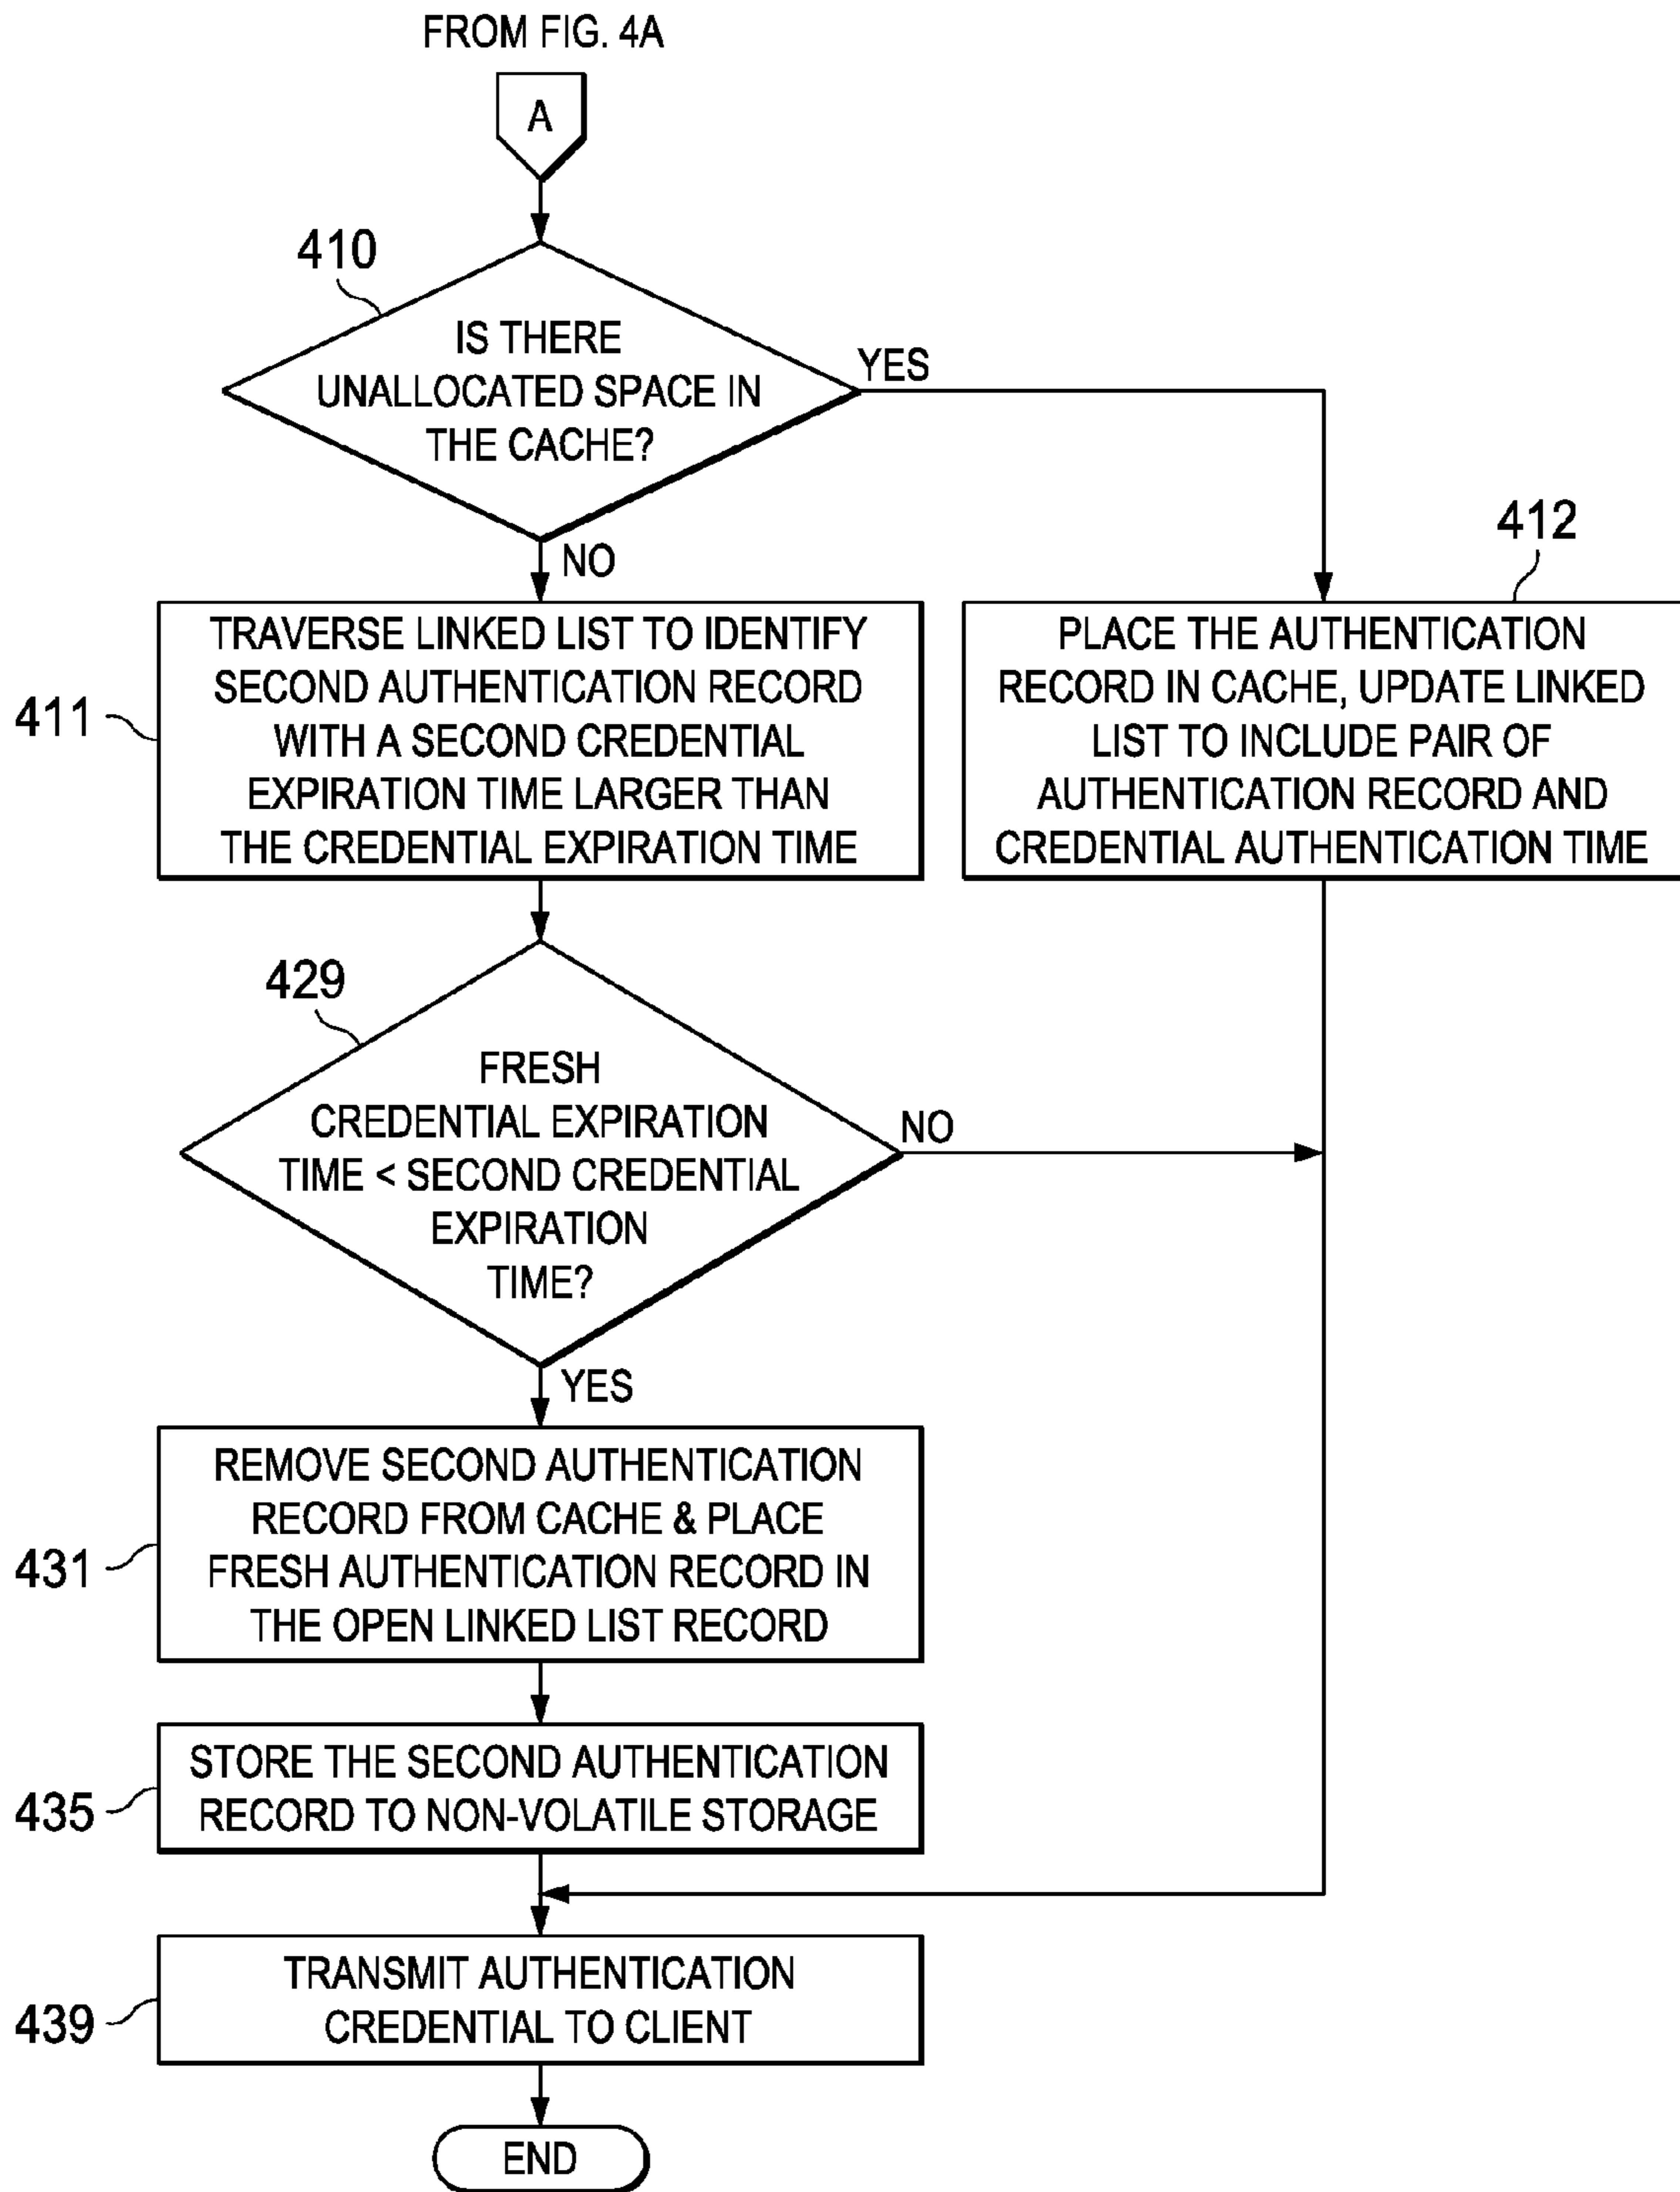 FROM FIG. 4A
A
410
IS THERE
UNALLOCATED SPACE IN
THE CACHE?
YES
NO
412
411
TRAVERSE LINKED LIST TO IDENTIFY
SECOND AUTHENTICATION RECORD
WITH A SECOND CREDENTIAL
EXPIRATION TIME LARGER THAN
THE CREDENTIAL EXPIRATION TIME
PLACE THE AUTHENTICATION
RECORD IN CACHE, UPDATE LINKED
LIST TO INCLUDE PAIR OF
AUTHENTICATION RECORD AND
CREDENTIAL AUTHENTICATION TIME
429
FRESH
CREDENTIAL EXPIRATION
TIME < SECOND CREDENTIAL
EXPIRATION
TIME?
NO
YES
431
REMOVE SECOND AUTHENTICATION
RECORD FROM CACHE & PLACE
FRESH AUTHENTICATION RECORD IN
THE OPEN LINKED LIST RECORD
435
STORE THE SECOND AUTHENTICATION
RECORD TO NON-VOLATILE STORAGE
439
TRANSMIT AUTHENTICATION
CREDENTIAL TO CLIENT
END